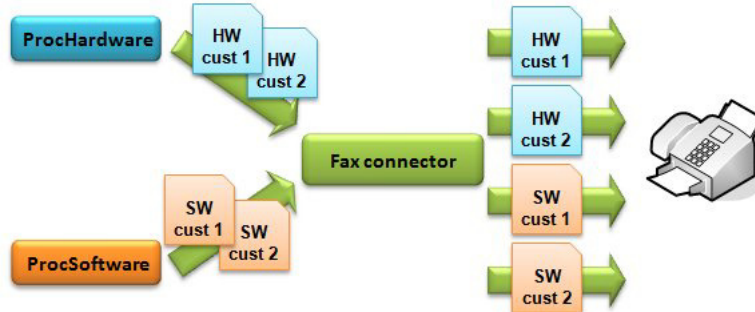 ProcHardware
HW
cust 1
HW
cust 2
HW
cust 1
HW
cust 2
Fax connector
SW
cust 1
SW
cust 2
ProcSoftware
SW
cust 1
SW
cust 2